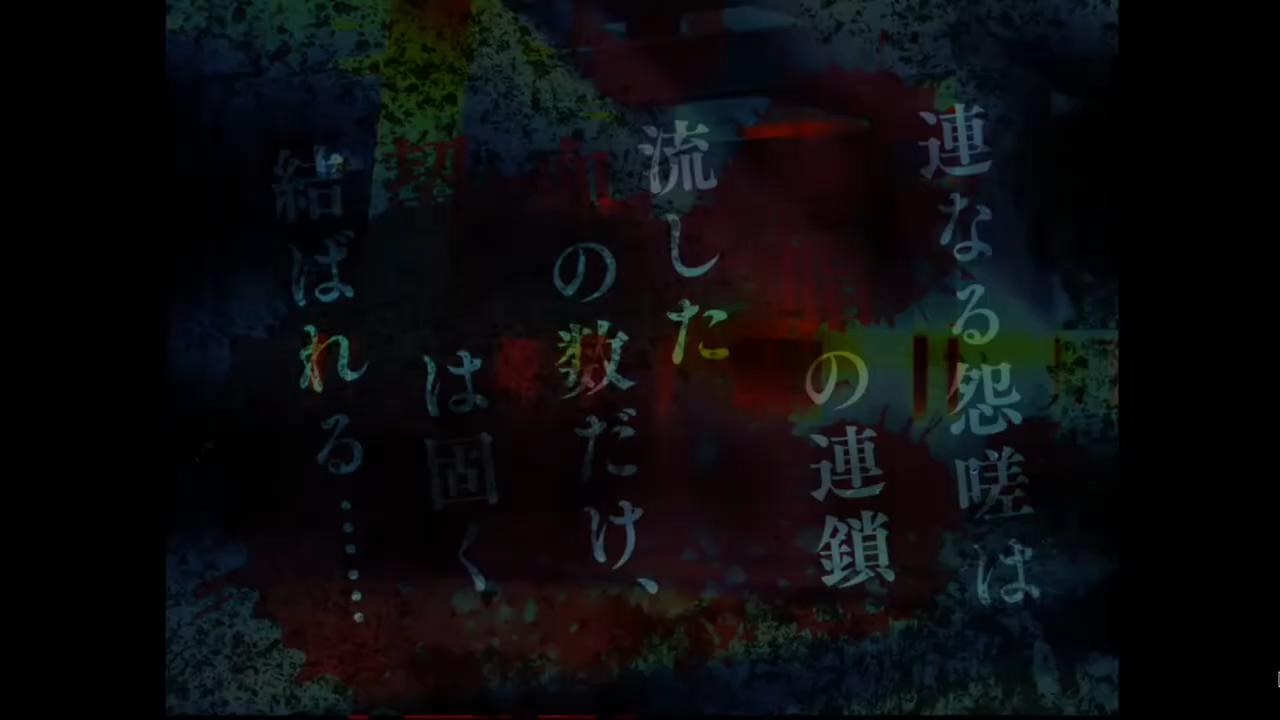 連なる怨嗟は
の連鎖
流した
血の数だけ、
は固く
結ばれる……